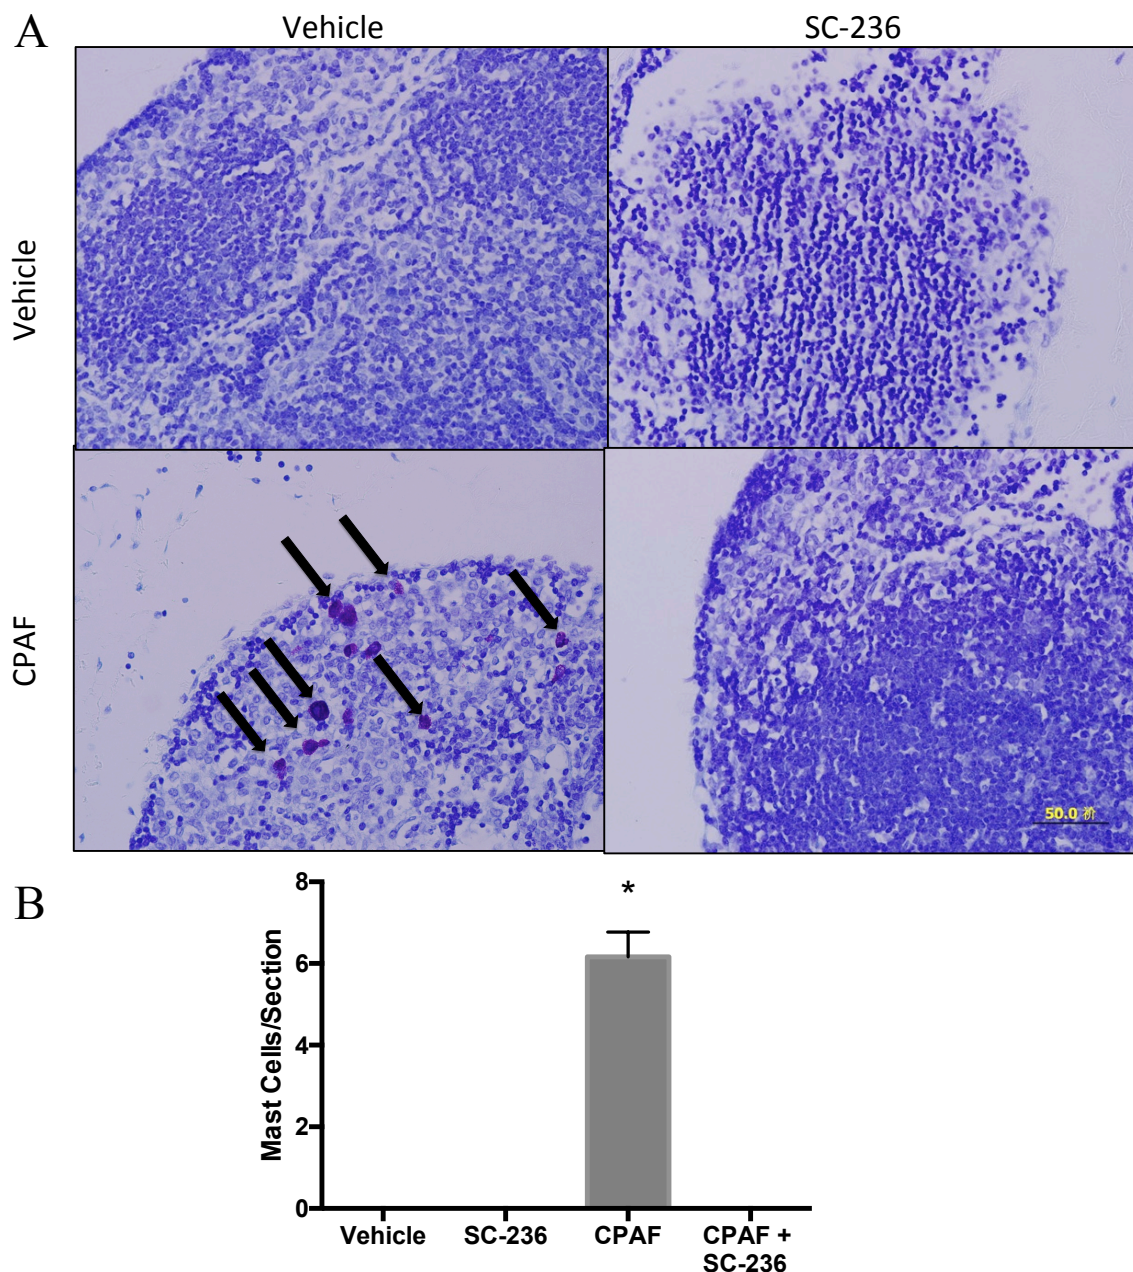 A
Vehicle
SC-236
Vehicle
CPAF
50.0 䄧
B
8
6
4
2
0
Mast Cells/Section
*
Vehicle
SC-236
CPAF
CPAF +
SC-236